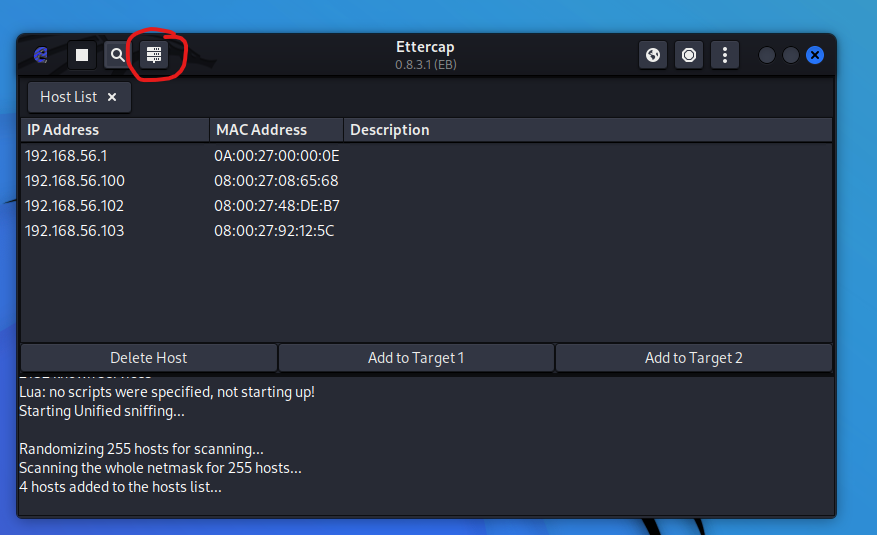 Ettercap
0.8.3.1 (EB)
Host List ×
IP Address MAC Address Description
192.168.56.1 0A:00:27:00:00:0E
192.168.56.100 08:00:27:08:65:68
192.168.56.102 08:00:27:48:DE:B7
192.168.56.103 08:00:27:92:12:5C
Delete Host Add to Target 1 Add to Target 2
Lua: no scripts were specified, not starting up!
Starting Unified sniffing...
Randomizing 255 hosts for scanning...
Scanning the whole netmask for 255 hosts...
4 hosts added to the hosts list...